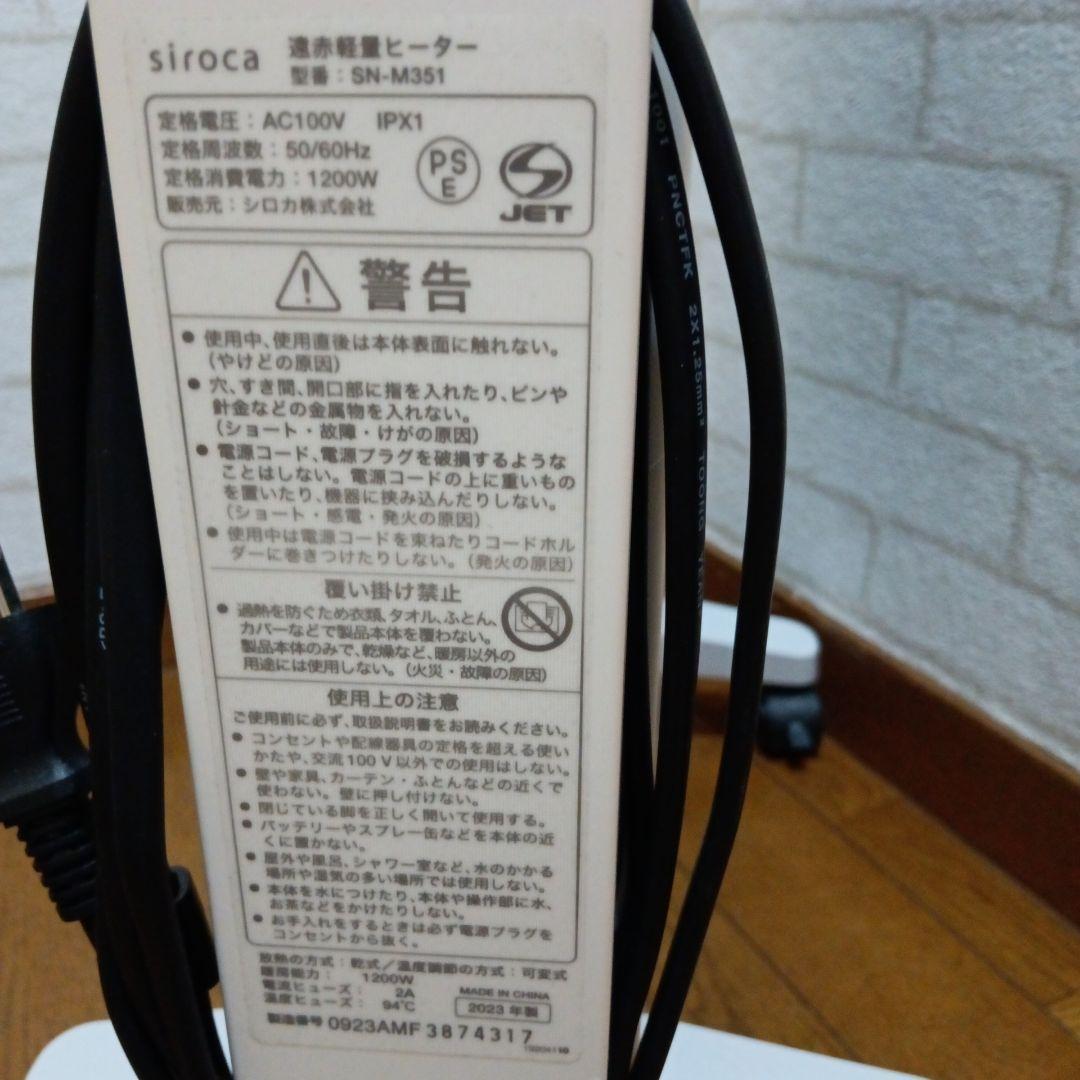 siroca 遠赤軽量ヒーター
型番：SN-M351
定格電圧：AC100V IPX1
定格周波数：50/60Hz
定格消費電力：1200W
販売元：シロカ株式会社
PS
E
JET
警告
● 使用中、使用直後は本体表面に触れない。
（やけどの原因）
● 穴、すき間、開口部に指を入れたり、ピンや
針金などの金属物を入れない。
（ショート・故障・けがの原因）
● 電源コード、電源プラグを破損するような
ことはしない。電源コードの上に重いもの
を置いたり、機器に挟み込んだりしない。
（ショート・感電・発火の原因）
● 使用中は電源コードを束ねたりコードホル
ダーに巻きつけたりしない。（発火の原因）
覆い掛け禁止
● 過熱を防ぐため衣類、タオル、ふとん、
カバーなどで製品本体を覆わない。
製品本体のみで、乾燥など、暖房以外の
用途には使用しない。（火災・故障の原因）
使用上の注意
ご使用前に必ず、取扱説明書をお読みください。
● コンセントや配線器具の定格を超える使い
かたや、交流100V以外での使用はしない。
● 壁や家具、カーテン・ふとんなどの近くで
使わない。壁に押し付けない。
● 閉じている脚を正しく開いて使用する。
● バッテリーやスプレー缶などを本体の近
くに置かない。
● 屋外や風呂、シャワー室など、水のかかる
場所や湿気の多い場所では使用しない。
● 本体を水につけたり、本体や操作部に水、
お茶などをかけたりしない。
● お手入れをするときは必ず電源プラグを
コンセントから抜く。
放熱の方式：乾式／温度調節の方式：可変式
暖房能力： 1200W
電流ヒューズ： 2A MADE IN CHINA
温度ヒューズ： 94℃ 2023年製
製造番号 0923AMF3874317
1001 PNCTFK 2X1.25mm²